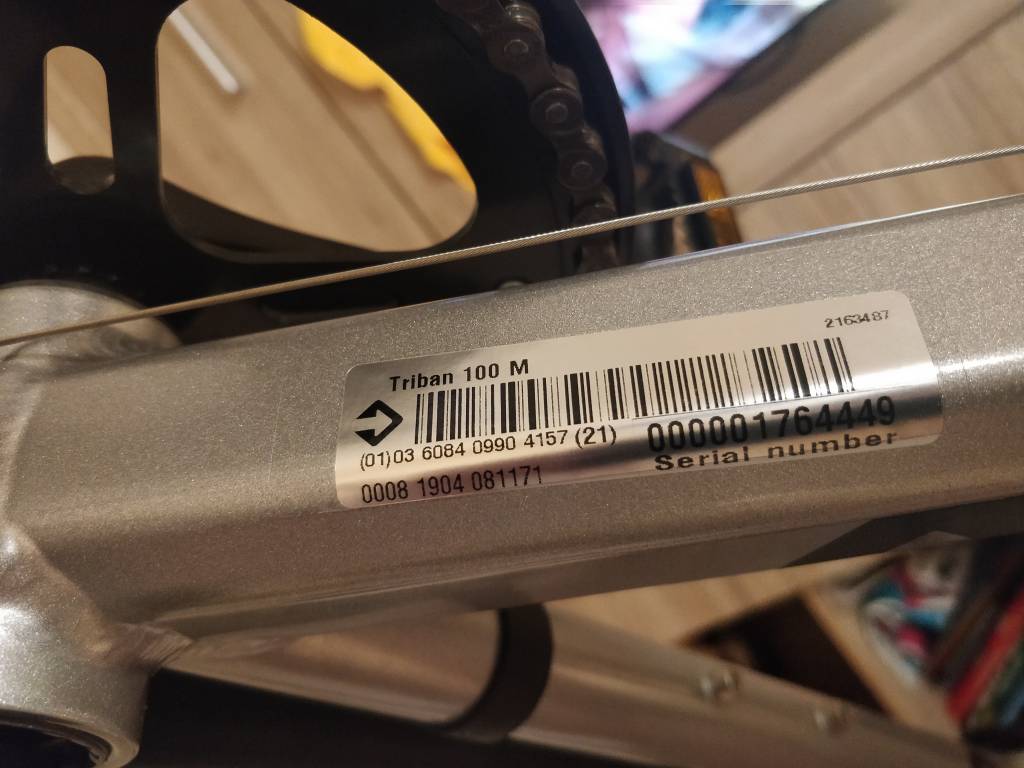 2163487
Triban 100 M
(01)03 6084 0990 4157 (21) 000001764449
Serial number
0008 1904 081171